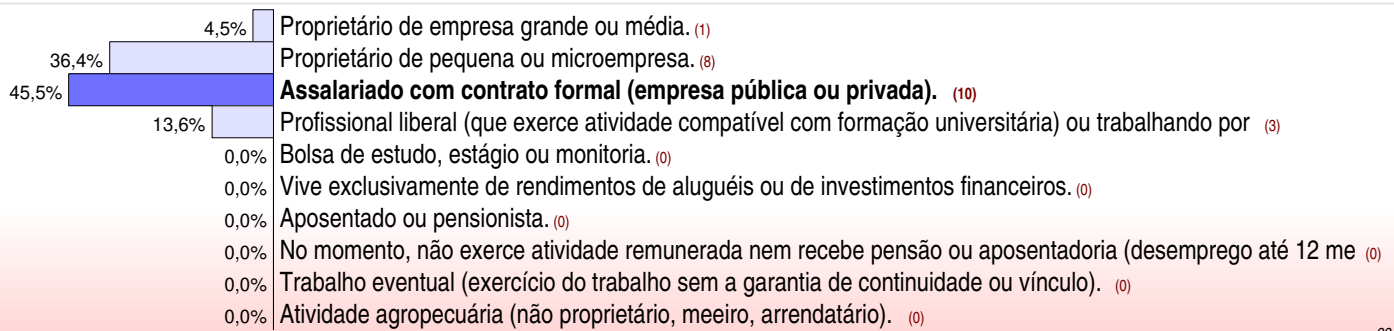 4,5% Proprietário de empresa grande ou média. (1)
36,4% Proprietário de pequena ou microempresa. (8)
45,5% Assalariado com contrato formal (empresa pública ou privada). (10)
13,6% Profissional liberal (que exerce atividade compatível com formação universitária) ou trabalhando por (3)
0,0% Bolsa de estudo, estágio ou monitoria. (0)
0,0% Vive exclusivamente de rendimentos de aluguéis ou de investimentos financeiros. (0)
0,0% Aposentado ou pensionista. (0)
0,0% No momento, não exerce atividade remunerada nem recebe pensão ou aposentadoria (desemprego até 12 me (0)
0,0% Trabalho eventual (exercício do trabalho sem a garantia de continuidade ou vínculo). (0)
0,0% Atividade agropecuária (não proprietário, meeiro, arrendatário). (0)